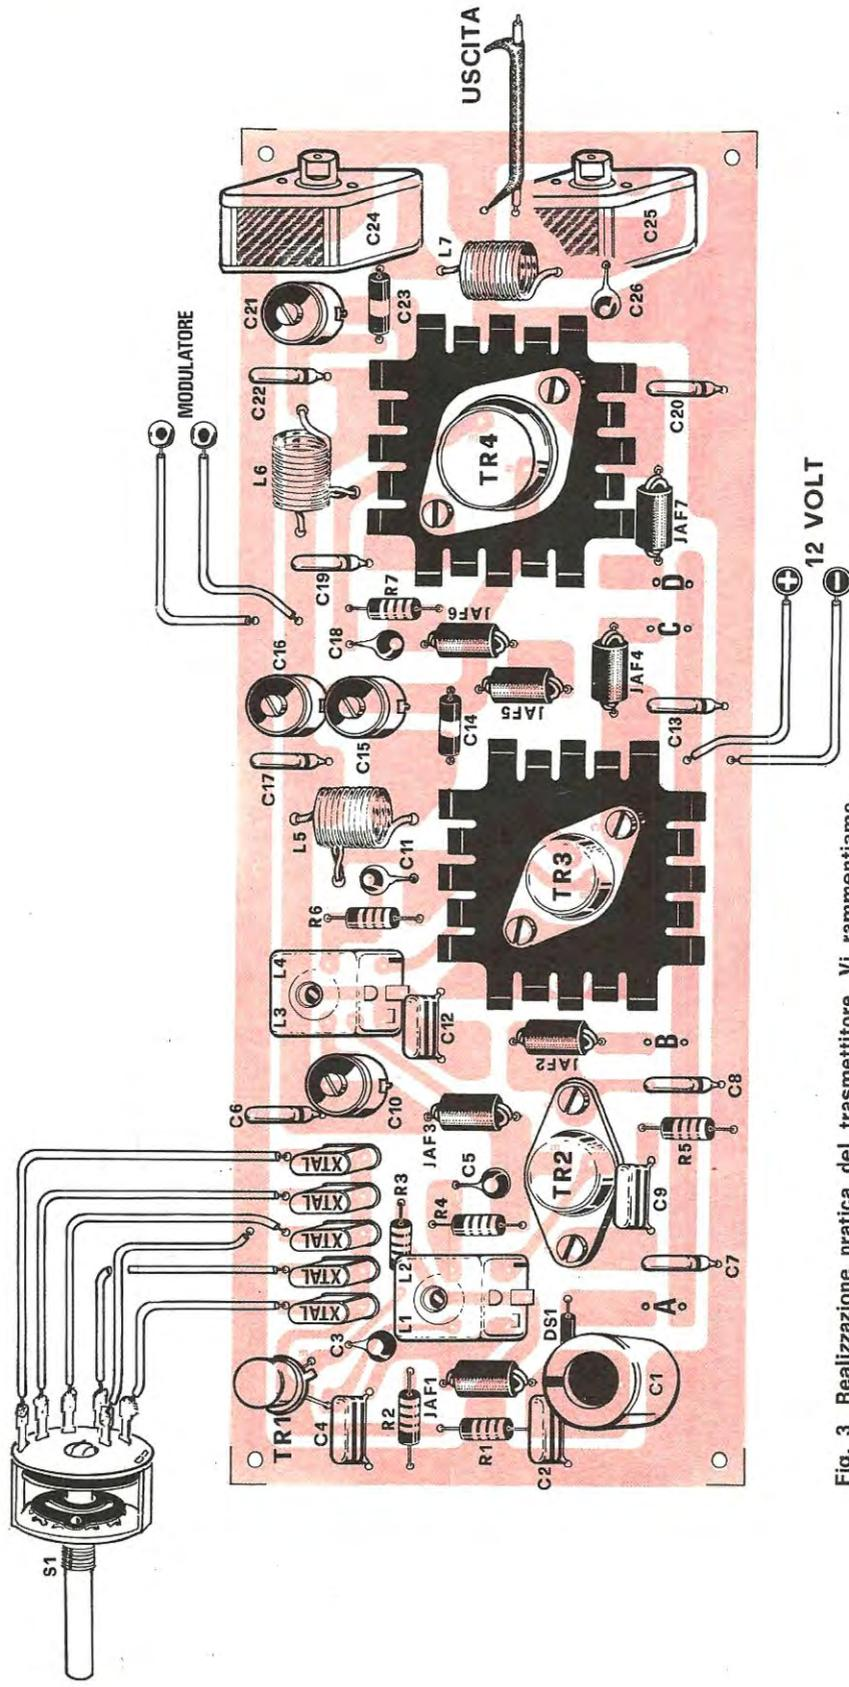 S1
TR1
C4
R2
JAF1
R1
C2
C3
L1
L2
R3
R4
C5
JAF3
DS1
C1
A
C7
C9
TR2
R5
C8
B
JAF2
XTAL
XTAL
XTAL
XTAL
XTAL
C6
C10
L3
L4
C12
R6
C11
L5
C17
C15
C16
C14
TR3
JAF5
JAF4
C13
C
D
JAF7
C18
R7
JAF6
C19
L6
C22
C21
C23
MODULATORE
TR4
C20
L7
C24
C25
C26
USCITA
+
-
12 VOLT
Fig. 3 Realizzazione pratica del trasmettitore. Vi rammentiamo